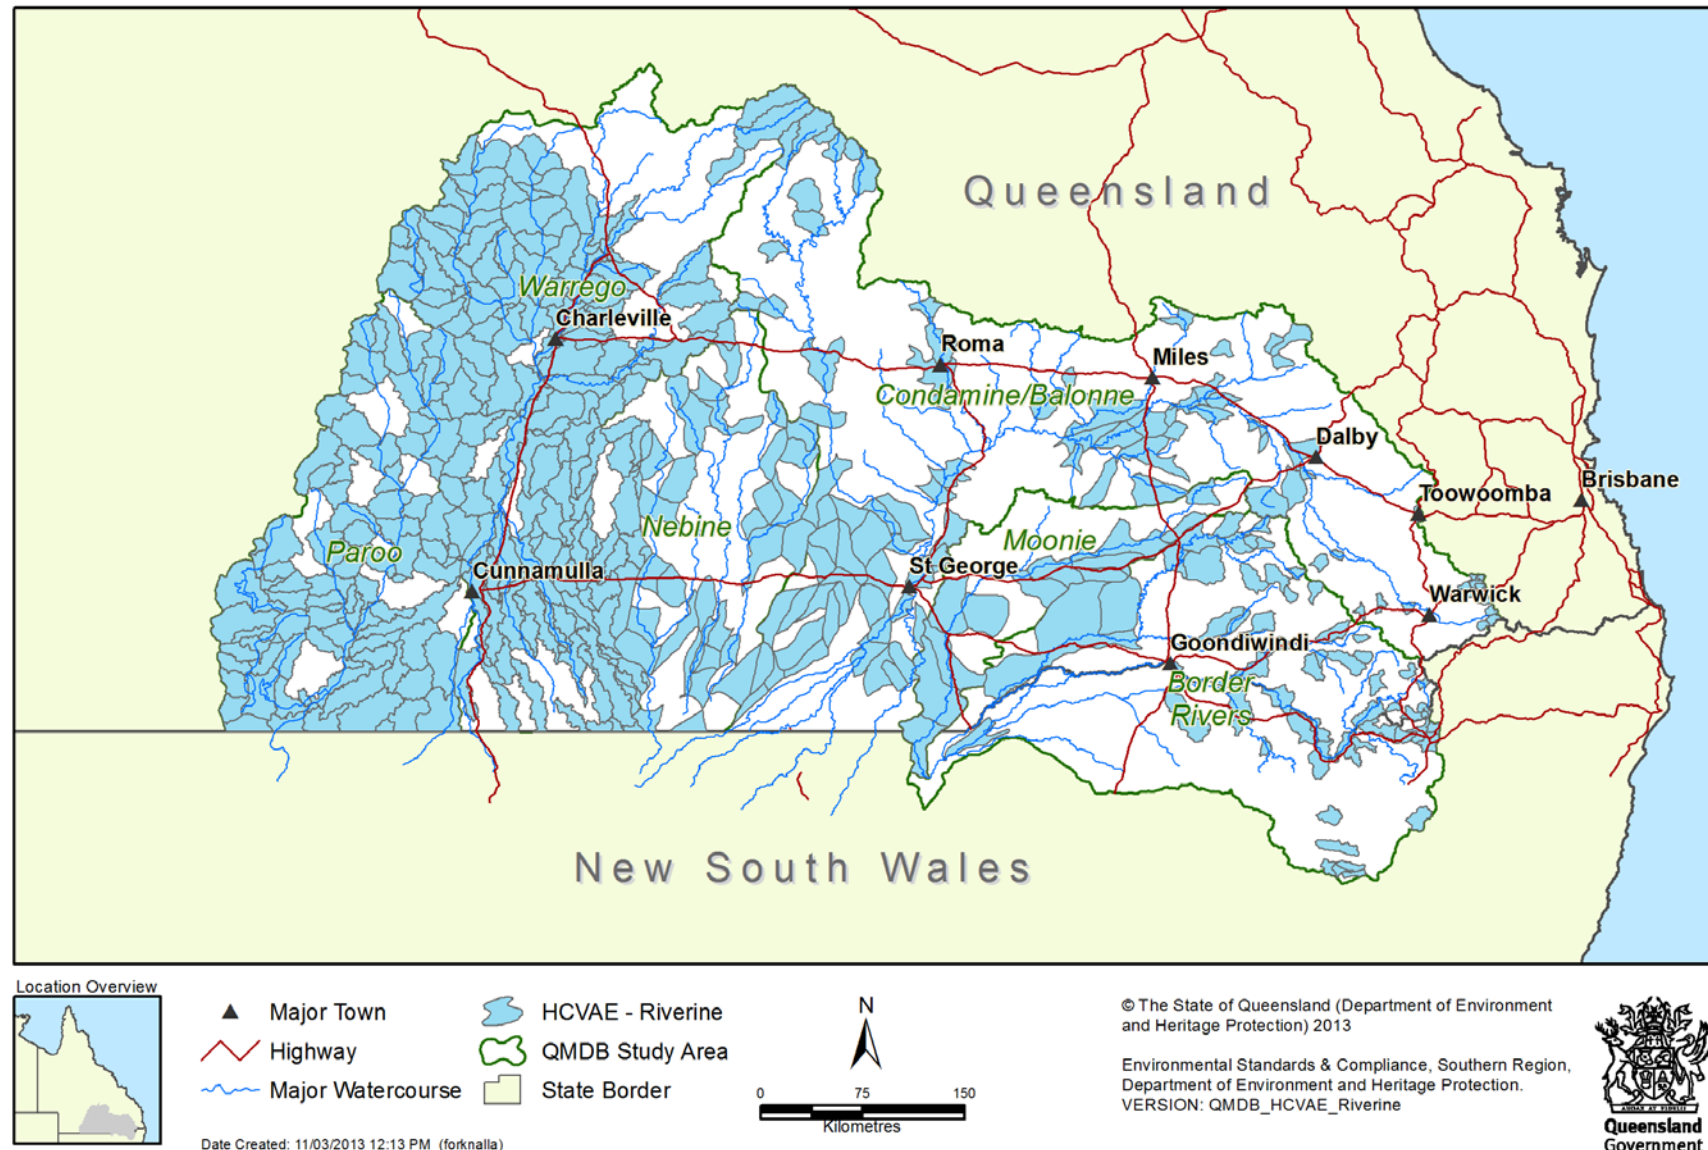 Queensland
Warrego
Charleville
Roma
Miles
Condamine/Balonne
Dalby
Toowoomba
Brisbane
Nebine
Moonie
Paroo
Cunnamulla
St George
Warwick
Goondiwindi
Border
Rivers
New South Wales
Location Overview
Major Town
Highway
Major Watercourse
HCVAE - Riverine
QMDB Study Area
State Border
N
0 75 150
Kilometres
© The State of Queensland (Department of Environment
and Heritage Protection) 2013
Environmental Standards & Compliance, Southern Region,
Department of Environment and Heritage Protection.
VERSION: QMDB_HCVAE_Riverine
AUDAX AT FIDELIS
Queensland
Government
Date Created: 11/03/2013 12:13 PM (forknalla)